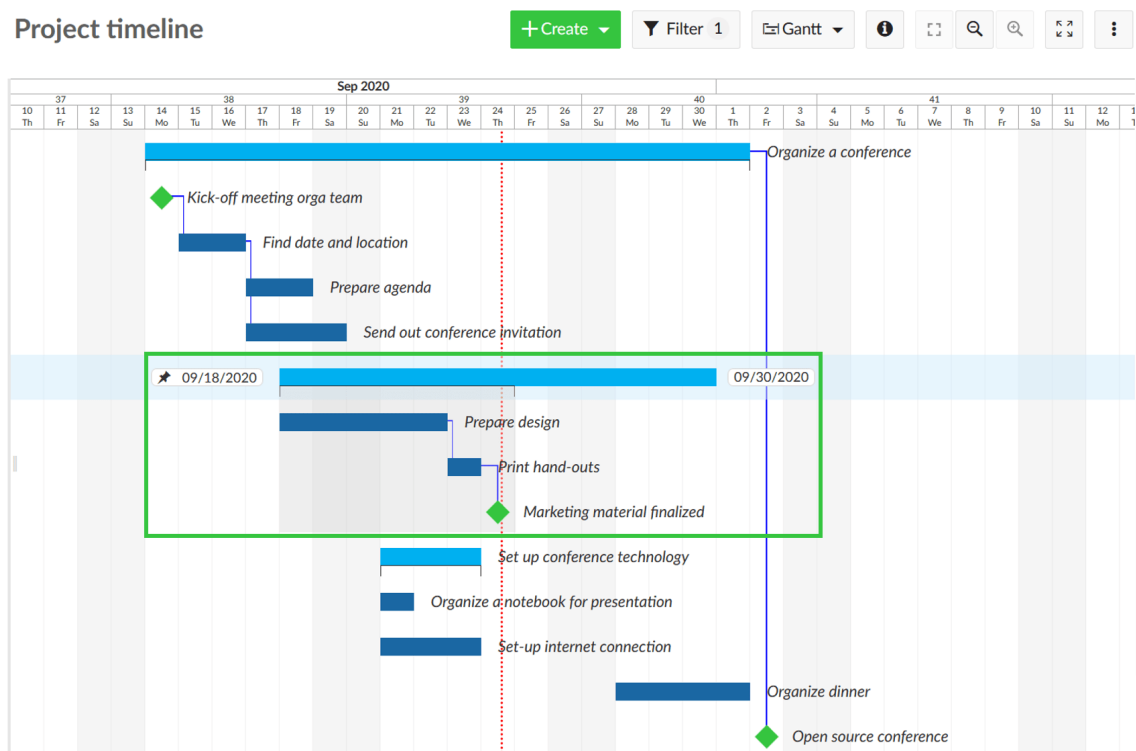 Project timeline
Create
Filter 1
Gantt
Sep 2020
37 38 39 40 41
10 11 12 13 14 15 16 17 18 19 20 21 22 23 24 25 26 27 28 29 30 1 2 3 4 5 6 7 8 9 10 11 12
Th Fr Sa Su Mo Tu We Th Fr Sa Su Mo Tu We Th Fr Sa Su Mo Tu We Th Fr Sa Su Mo Tu We Th Fr Sa Su Mo
Organize a conference
Kick-off meeting orga team
Find date and location
Prepare agenda
Send out conference invitation
09/18/2020 09/30/2020
Prepare design
Print hand-outs
Marketing material finalized
Set up conference technology
Organize a notebook for presentation
Set-up internet connection
Organize dinner
Open source conference